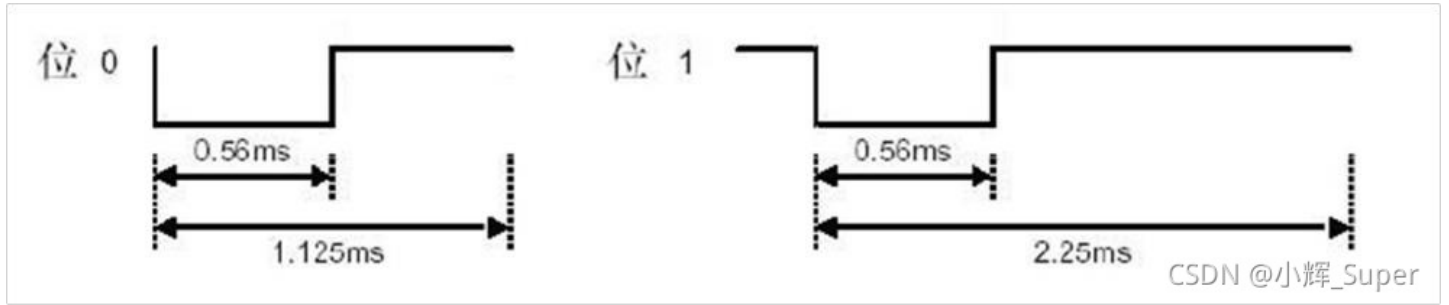 位 0
0.56ms
1.125ms
位 1
0.56ms
2.25ms
CSDN @小辉_Super